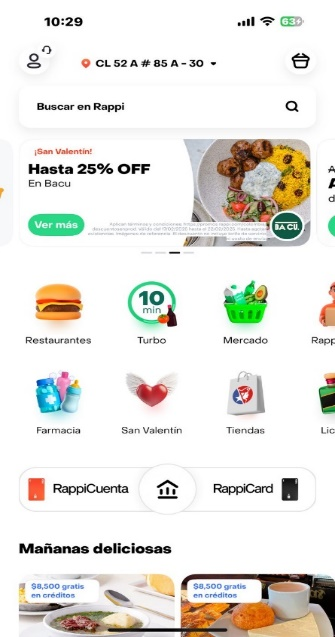 10:29
63
CL 52 A # 85 A - 30
Buscar en Rappi
¡San Valentín!
Hasta 25% OFF
En Bacu
Ver más
BA CÚ.
10
min
Restaurantes
Turbo
Mercado
Rapp
Farmacia
San Valentín
Tiendas
Lic
RappiCuenta
RappiCard
Mañanas deliciosas
$8,500 gratis
en créditos
$8,500 gratis
en créditos